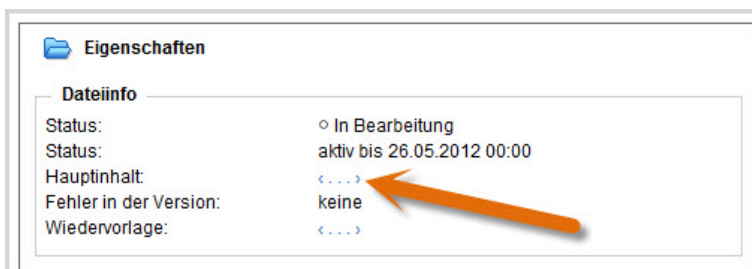 Eigenschaften
Dateiinfo
Status: ○ In Bearbeitung
Status: aktiv bis 26.05.2012 00:00
Hauptinhalt: ‹ . . . ›
Fehler in der Version: keine
Wiedervorlage: ‹ . . . ›